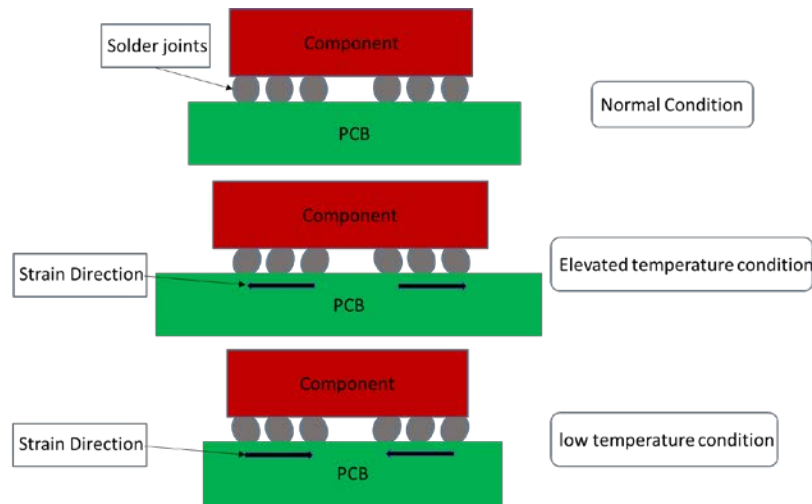 Solder joints
Component
PCB
Normal Condition
Component
Strain Direction
PCB
Elevated temperature condition
Component
Strain Direction
PCB
low temperature condition